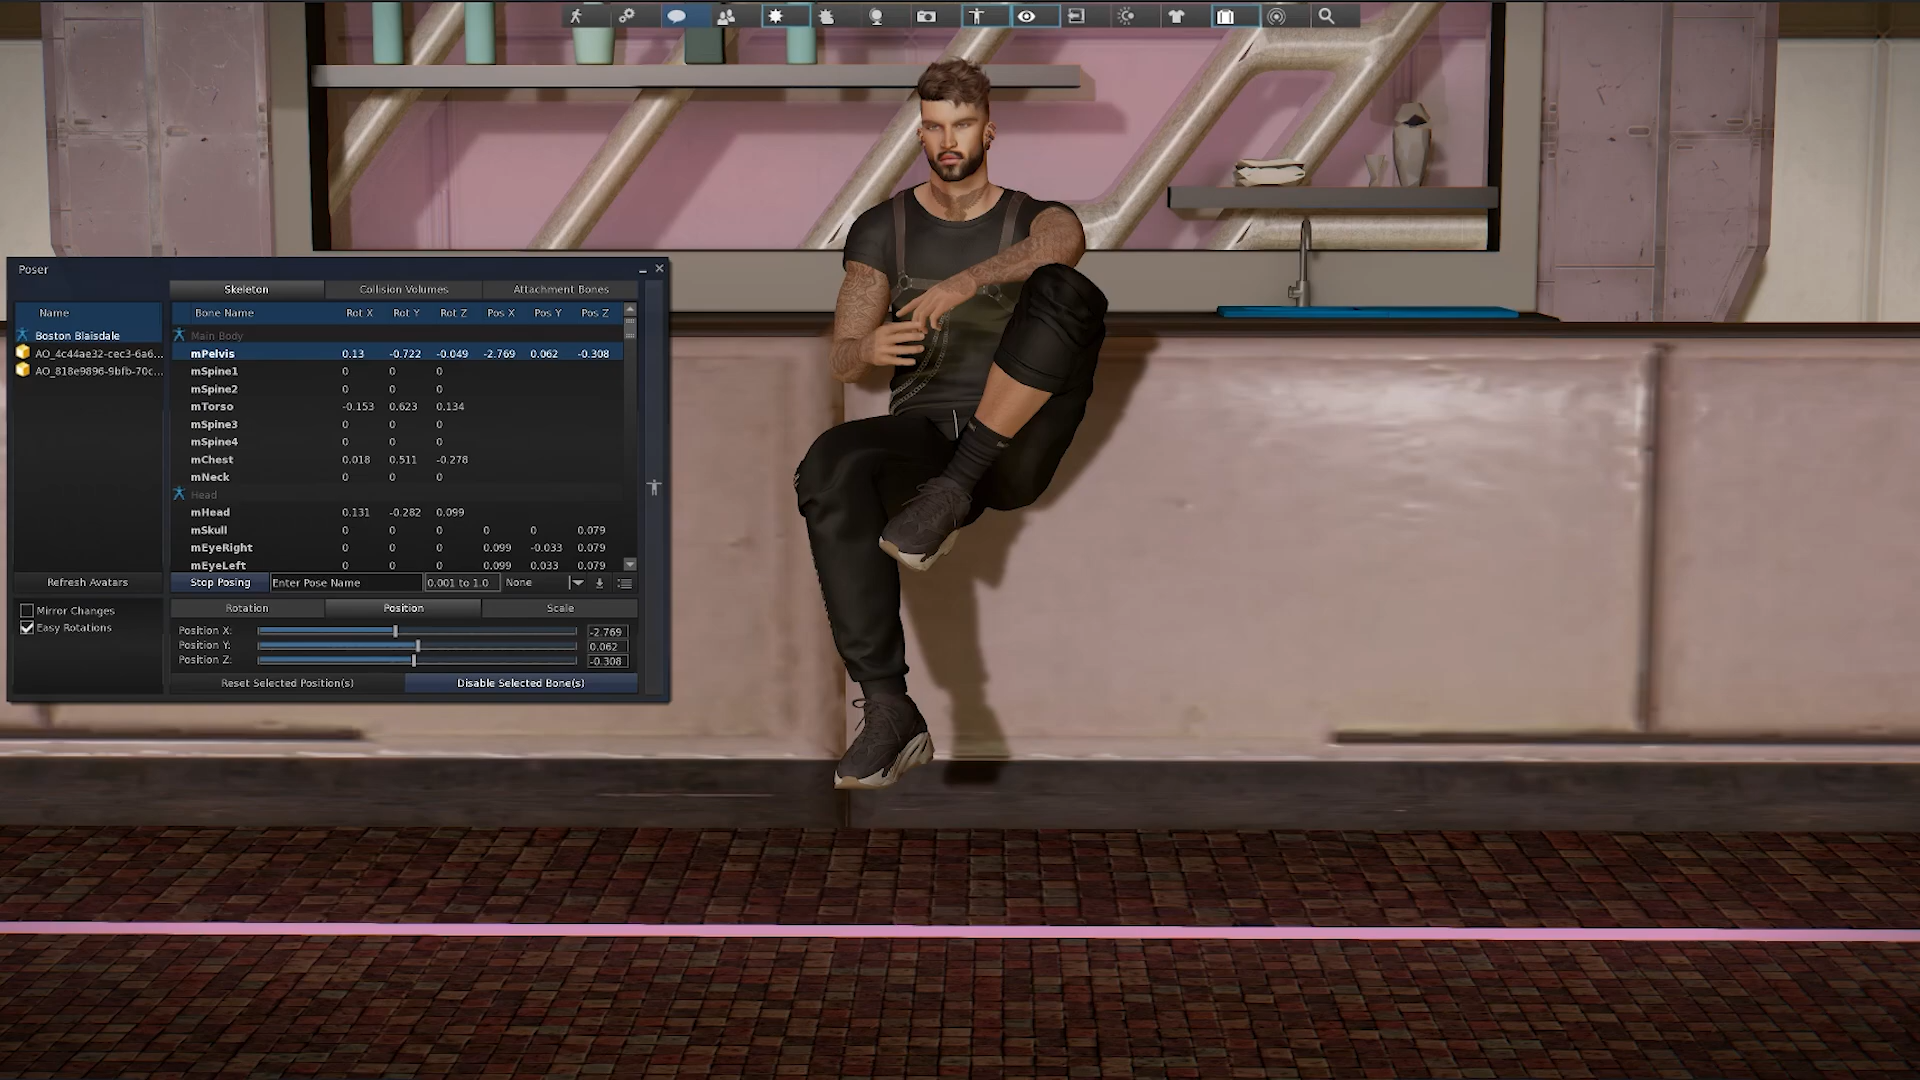 Poser
Skeleton Collision Volumes Attachment Bones
Name
Boston Blaisdale
AO_4c44ae32-cec3-6a6...
AO_818e9896-9bfb-70c...
Bone Name Rot X Rot Y Rot Z Pos X Pos Y Pos Z
Main Body
mPelvis 0.13 -0.722 -0.049 -2.769 0.062 -0.308
mSpine1 0 0 0
mSpine2 0 0 0
mTorso -0.153 0.623 0.134
mSpine3 0 0 0
mSpine4 0 0 0
mChest 0.018 0.511 -0.278
mNeck 0 0 0
Head
mHead 0.131 -0.282 0.099
mSkull 0 0 0 0 0 0.079
mEyeRight 0 0 0 0.099 -0.033 0.079
mEyeLeft 0 0 0 0.099 0.033 0.079
Refresh Avatars
Stop Posing Enter Pose Name 0.001 to 1.0 None
Mirror Changes
Easy Rotations
Rotation Position Scale
Position X: -2.769
Position Y: 0.062
Position Z: -0.308
Reset Selected Position(s) Disable Selected Bone(s)